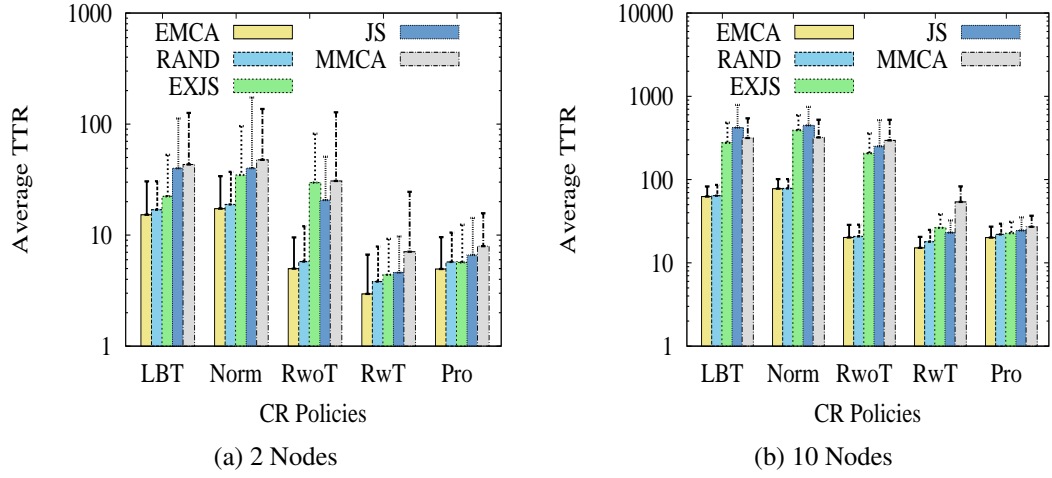 1000
100
10
1
Average TTR
EMCA
RAND
EXJS
JS
MMCA
LBT Norm RwoT RwT Pro
CR Policies
(a) 2 Nodes
10000
1000
100
10
1
Average TTR
EMCA
RAND
EXJS
JS
MMCA
LBT Norm RwoT RwT Pro
CR Policies
(b) 10 Nodes